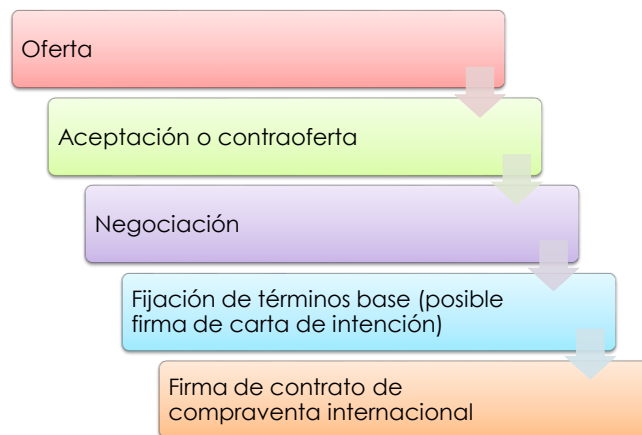 Oferta
Aceptación o contraoferta
Negociación
Fijación de términos base (posible
firma de carta de intención)
Firma de contrato de
compraventa internacional